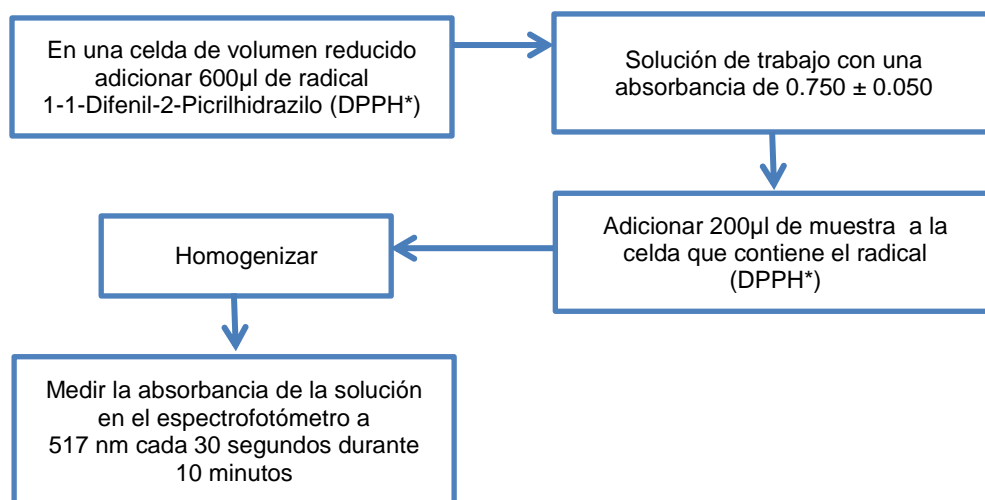 En una celda de volumen reducido
adicionar 600µl de radical
1-1-Difenil-2-Picrilhidrazilo (DPPH*)
Solución de trabajo con una
absorbancia de 0.750 ± 0.050
Adicionar 200µl de muestra a la
celda que contiene el radical
(DPPH*)
Homogenizar
Medir la absorbancia de la solución
en el espectrofotómetro a
517 nm cada 30 segundos durante
10 minutos